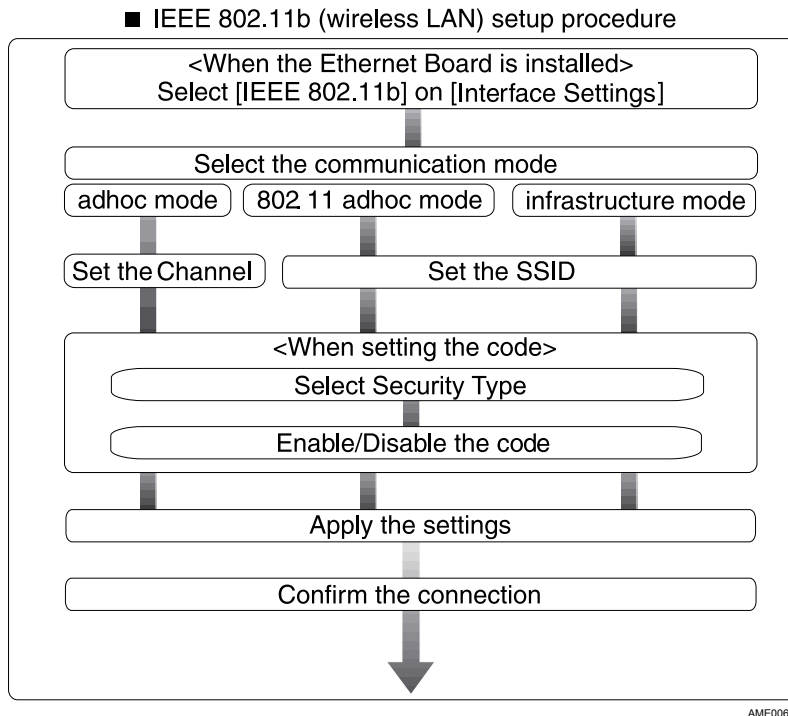 ■ IEEE 802.11b (wireless LAN) setup procedure
<When the Ethernet Board is installed>
Select [IEEE 802.11b] on [Interface Settings]
Select the communication mode
adhoc mode
802.11 adhoc mode
infrastructure mode
Set the Channel
Set the SSID
<When setting the code>
Select Security Type
Enable/Disable the code
Apply the settings
Confirm the connection
AME006